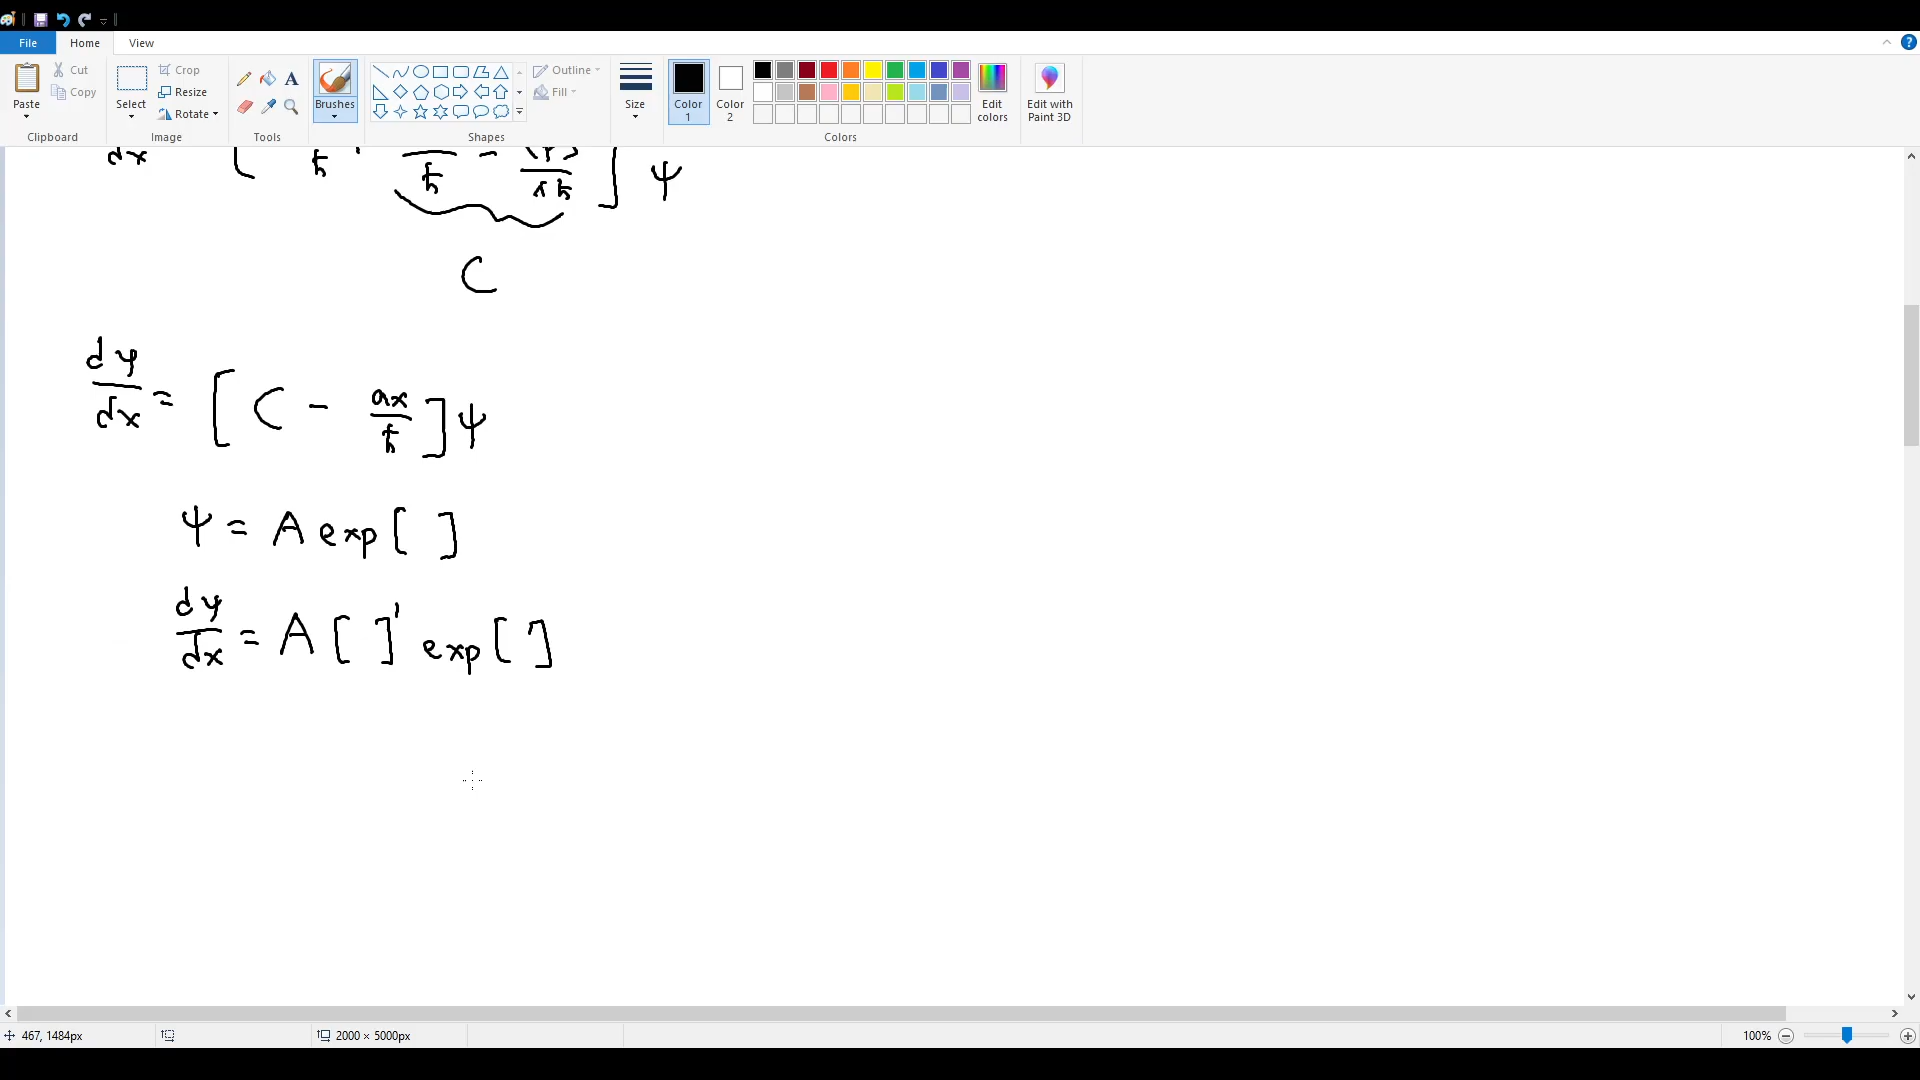 File Home View
Paste Cut Copy Clipboard
Select Crop Resize Rotate Image
A Tools
Brushes
Shapes
Outline Fill
Size
Color 1 Color 2
Edit colors
Colors
Edit with Paint 3D
dx [ ħ ħ - iħ ] ψ
C
dψ/dx = [ C - ax/ħ ] ψ
ψ = A exp [ ]
dψ/dx = A [ ]' exp [ ]
467, 1484px 2000 × 5000px 100%